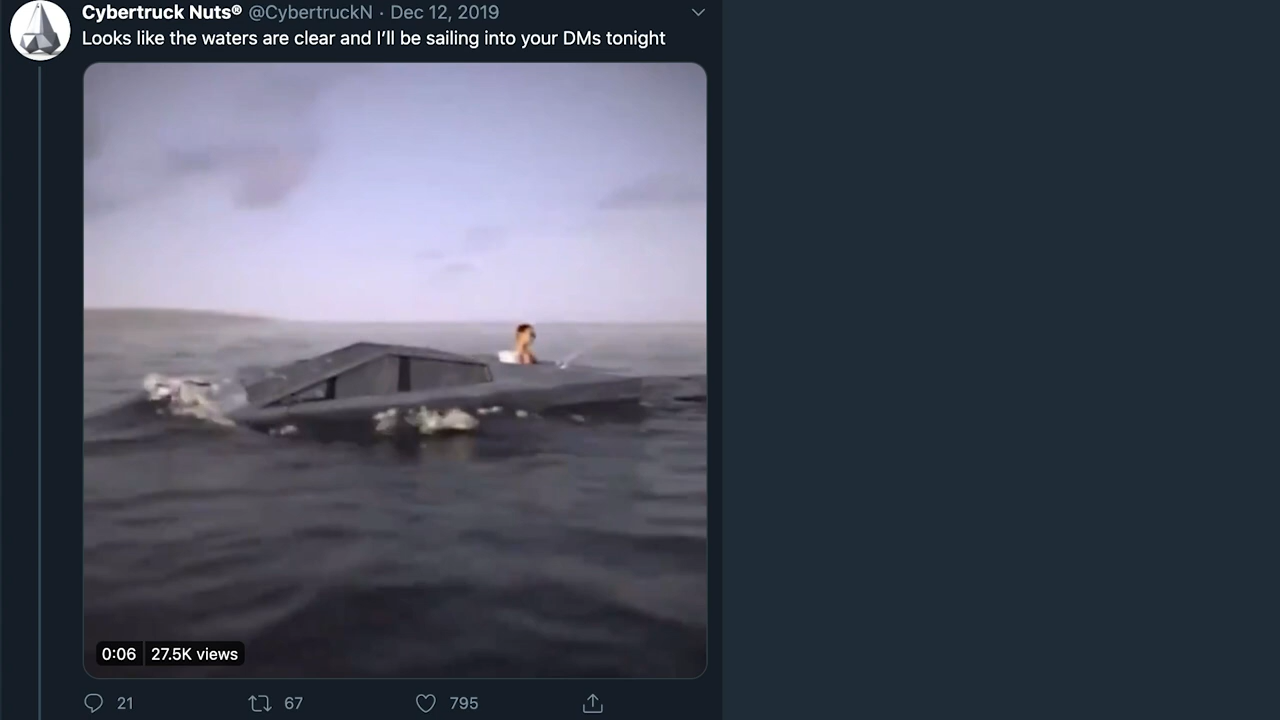 Cybertruck Nuts® @CybertruckN · Dec 12, 2019
Looks like the waters are clear and I’ll be sailing into your DMs tonight
0:06 27.5K views
21 67 795